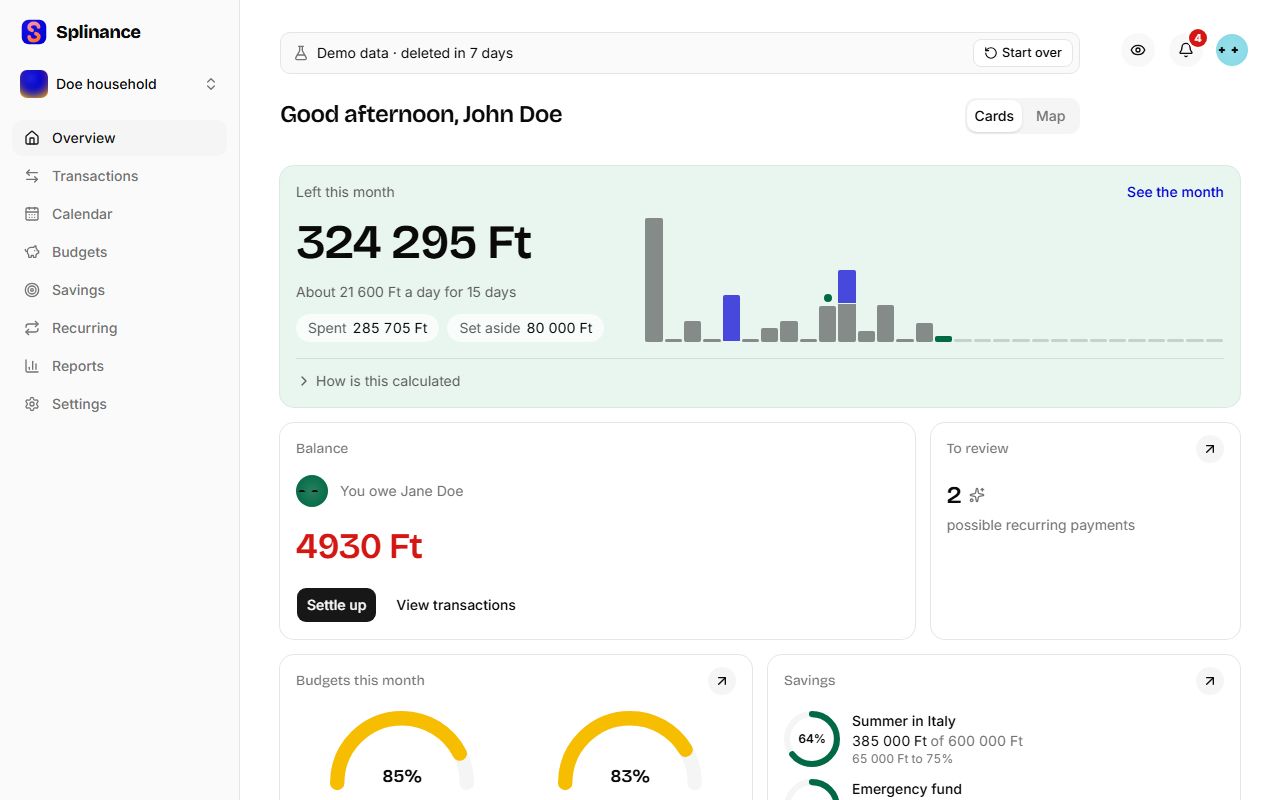 Splinance
Doe household
Overview
Transactions
Calendar
Budgets
Savings
Recurring
Reports
Settings
Demo data · deleted in 7 days
Start over
4
Good afternoon, John Doe
Cards
Map
Left this month
See the month
324 295 Ft
About 21 600 Ft a day for 15 days
Spent 285 705 Ft
Set aside 80 000 Ft
How is this calculated
Balance
You owe Jane Doe
4930 Ft
Settle up
View transactions
To review
2
possible recurring payments
Budgets this month
85%
83%
Savings
64%
Summer in Italy
385 000 Ft of 600 000 Ft
65 000 Ft to 75%
Emergency fund